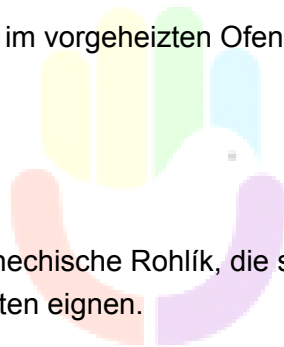 im vorgeheizten Ofen
hechische Rohlík, die s
ten eignen.